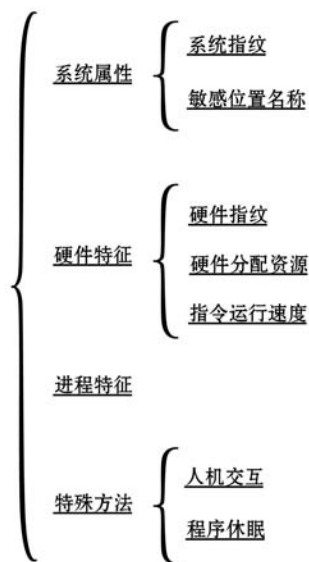 系统属性
系统指纹
敏感位置名称
硬件特征
硬件指纹
硬件分配资源
指令运行速度
进程特征
特殊方法
人机交互
程序休眠